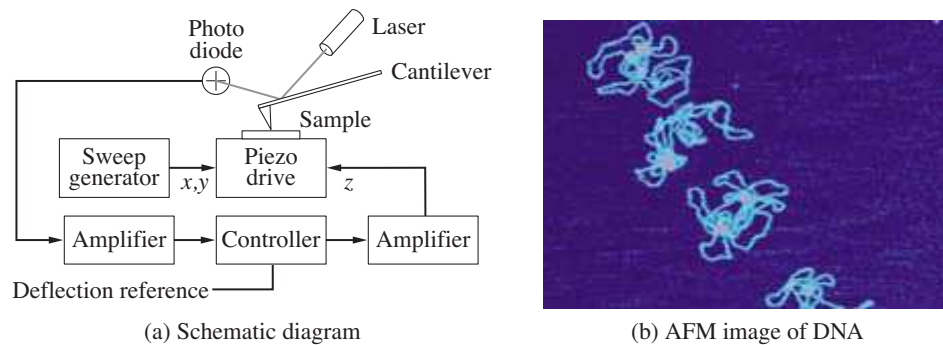 Photo
diode
Laser
Cantilever
Sample
Sweep
generator
x,y
Piezo
drive
z
Amplifier
Controller
Amplifier
Deflection reference
(a) Schematic diagram
(b) AFM image of DNA